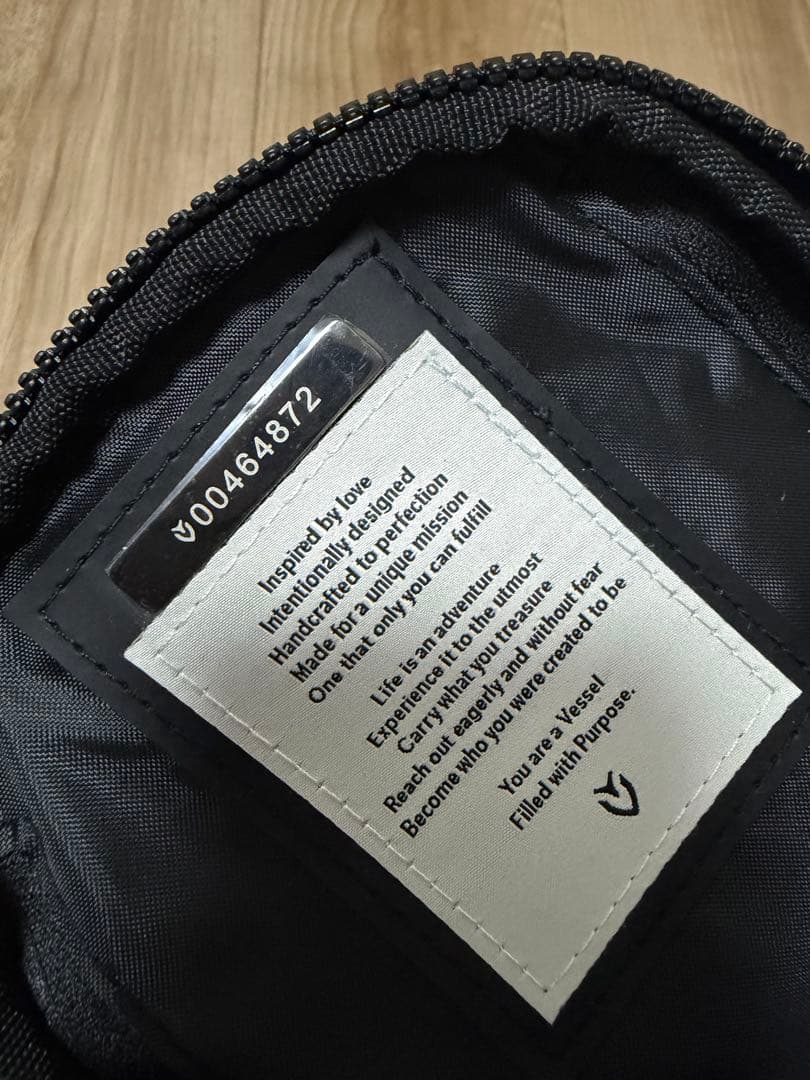 00464872
Inspired by love
Intentionally designed
Handcrafted to perfection
Made for a unique mission
One that only you can fulfill
Life is an adventure
Experience it to the utmost
Carry what you treasure
Reach out eagerly and without fear
Become who you were created to be
You are a Vessel
Filled with Purpose.